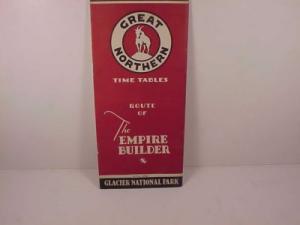 GREAT
NORTHERN
TIME TABLES
ROUTE
OF
The
EMPIRE
BUILDER
GLACIER NATIONAL PARK